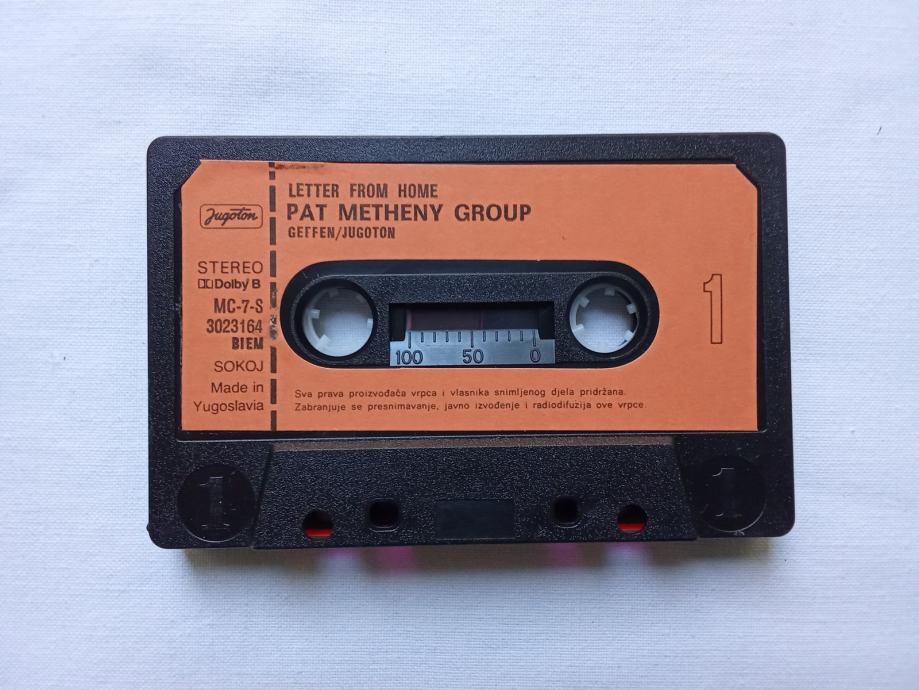 LETTER FROM HOME
PAT METHENY GROUP
GEFFEN/JUGOTON
Jugoton
STEREO
Dolby B
MC-7-S
3023164
BIEM
SOKOJ
Made in
Yugoslavia
1
100 50 0
Sva prava proizvođača vrpca i vlasnika snimljenog djela pridržana.
Zabranjuje se presnimavanje, javno izvođenje i radiodifuzija ove vrpce.
1
1